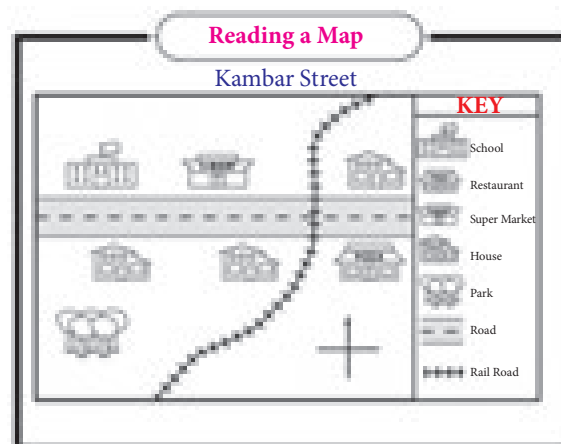 Reading a Map
Kambar Street
KEY
School
Restaurant
Super Market
House
Park
Road
Rail Road